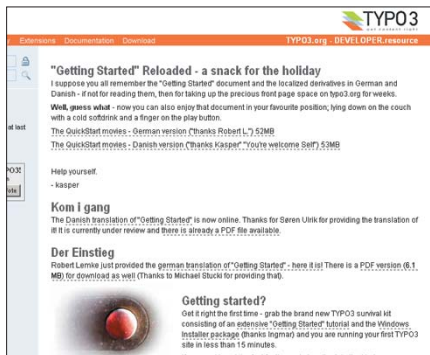 TYPO3
get content right
Extensions Documentation Download
TYPO3.org - DEVELOPER.resource
"Getting Started" Reloaded - a snack for the holiday
I suppose you all remember the "Getting Started" document and the localized derivatives in German and
Danish - if not for reading them, then for taking up the precious front page space on typo3.org for weeks.
Well, guess what - now you can also enjoy that document in your favourite position; lying down on the couch
with a cold softdrink and a finger on the play button.
The QuickStart movies - German version ("thanks Robert L.") 52MB
The QuickStart movies - Danish version ("thanks Kasper" "You're welcome Self") 53MB
at last
Help yourself.
- kasper
Kom i gang
The Danish translation of "Getting Started" is now online. Thanks for Søren Ulrik for providing the translation of
it! It is currently under review and there is already a PDF file available.
Der Einstieg
Robert Lemke just provided the german translation of "Getting Started" - here it is! There is a PDF version (6.1
MB) for download as well (Thanks to Michael Stucki for providing that).
Getting started?
Get it right the first time - grab the brand new TYPO3 survival kit
consisting of an extensive "Getting Started" tutorial and the Windows
Installer package (thanks Ingmar) and you are running your first TYPO3
site in less than 15 minutes.